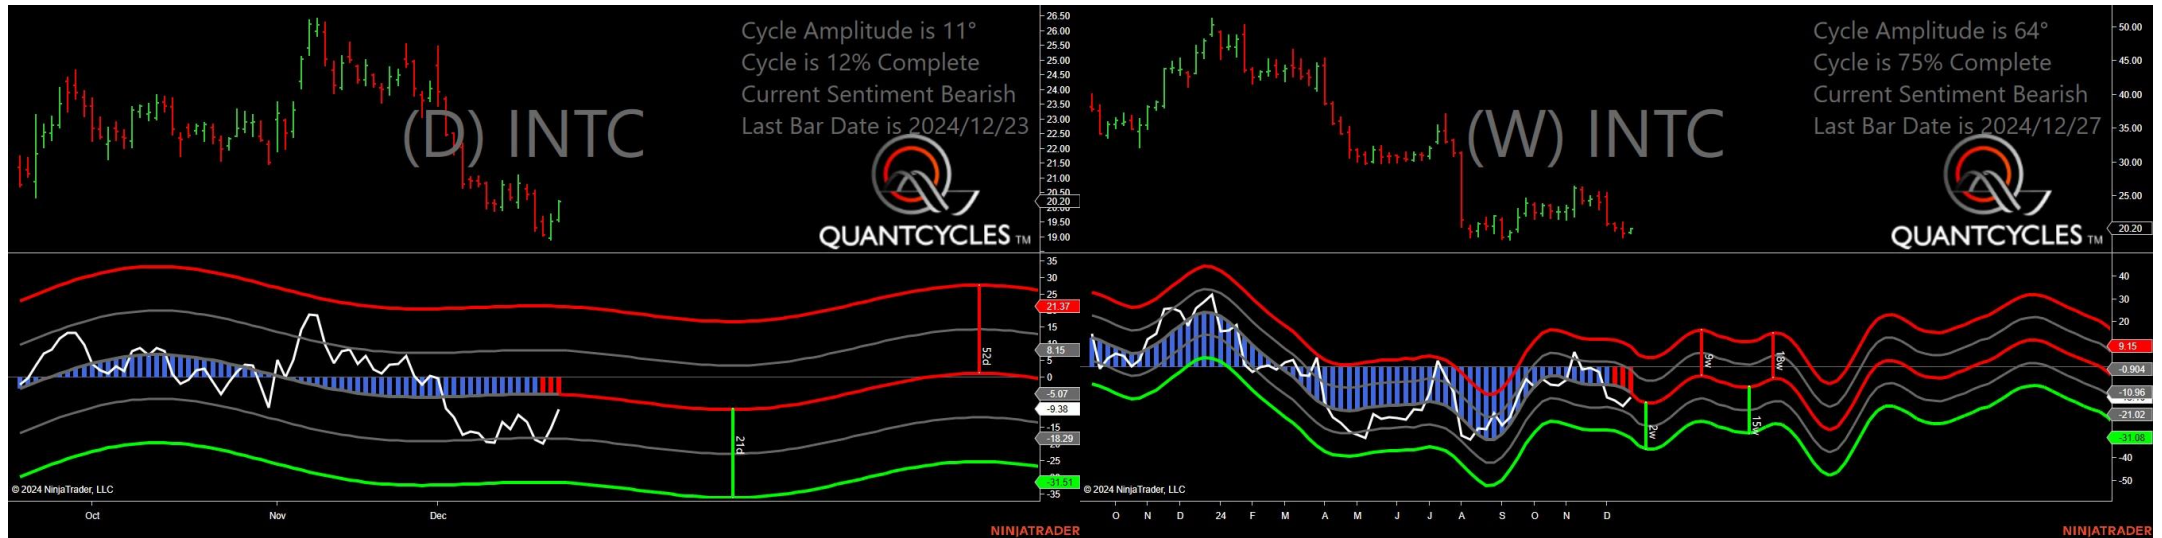 Cycle Amplitude is 11°
Cycle is 12% Complete
Current Sentiment Bearish
Last Bar Date is 2024/12/23
(D) INTC
QUANTCYCLES TM
26.50
26.00
25.50
25.00
24.50
24.00
23.50
23.00
22.50
22.00
21.50
21.00
20.50
20.20
19.50
19.00
35
30
25
21.37
15
8.15
5
0
-5.07
-9.38
-15
-18.29
-25
-31.51
-35
52d
21d
© 2024 NinjaTrader, LLC
Oct
Nov
Dec
NINJATRADER
Cycle Amplitude is 64°
Cycle is 75% Complete
Current Sentiment Bearish
Last Bar Date is 2024/12/27
(W) INTC
QUANTCYCLES TM
50.00
45.00
40.00
35.00
30.00
25.00
20.20
40
30
20
9.15
-0.904
-10.96
-21.02
-31.08
-40
-50
9w
18w
2w
15w
© 2024 NinjaTrader, LLC
O
N
D
24
F
M
A
M
J
J
A
S
O
N
D
NINJATRADER